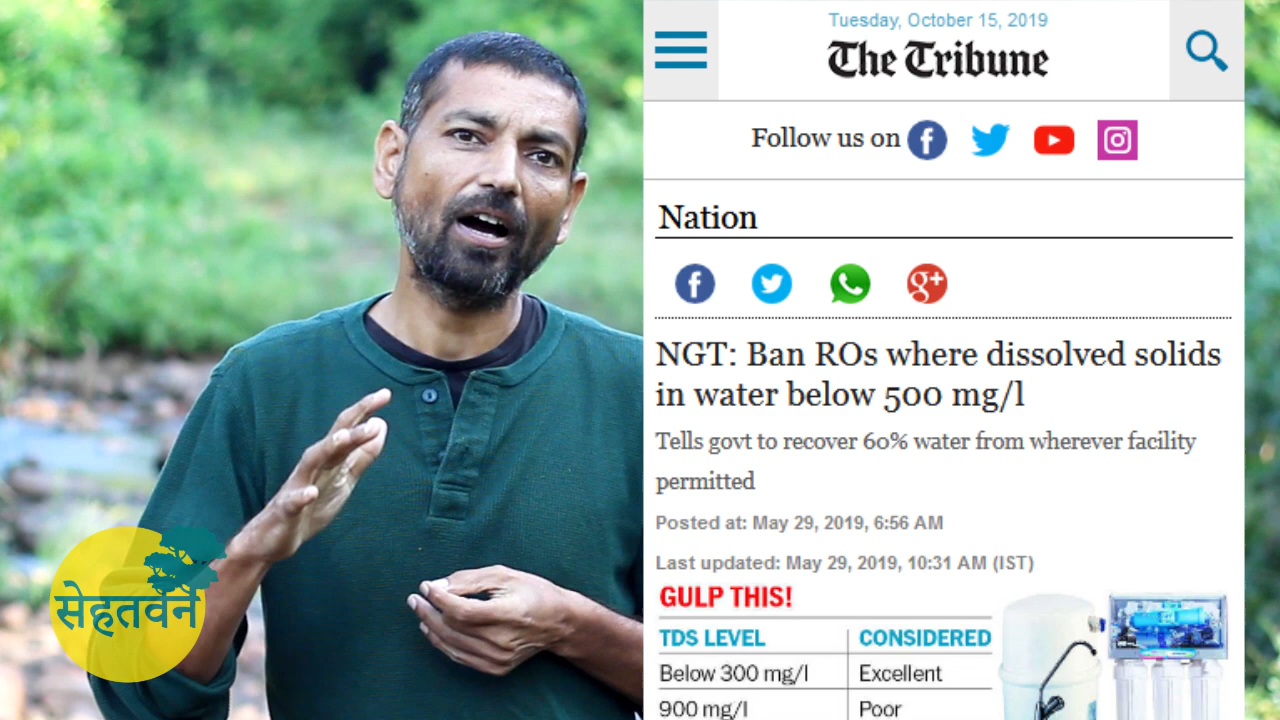 Tuesday, October 15, 2019
The Tribune
Follow us on
Nation
NGT: Ban ROs where dissolved solids
in water below 500 mg/l
Tells govt to recover 60% water from wherever facility
permitted
Posted at: May 29, 2019, 6:56 AM
Last updated: May 29, 2019, 10:31 AM (IST)
GULP THIS!
TDS LEVEL CONSIDERED
Below 300 mg/l Excellent
900 mg/l Poor
सेहतवन